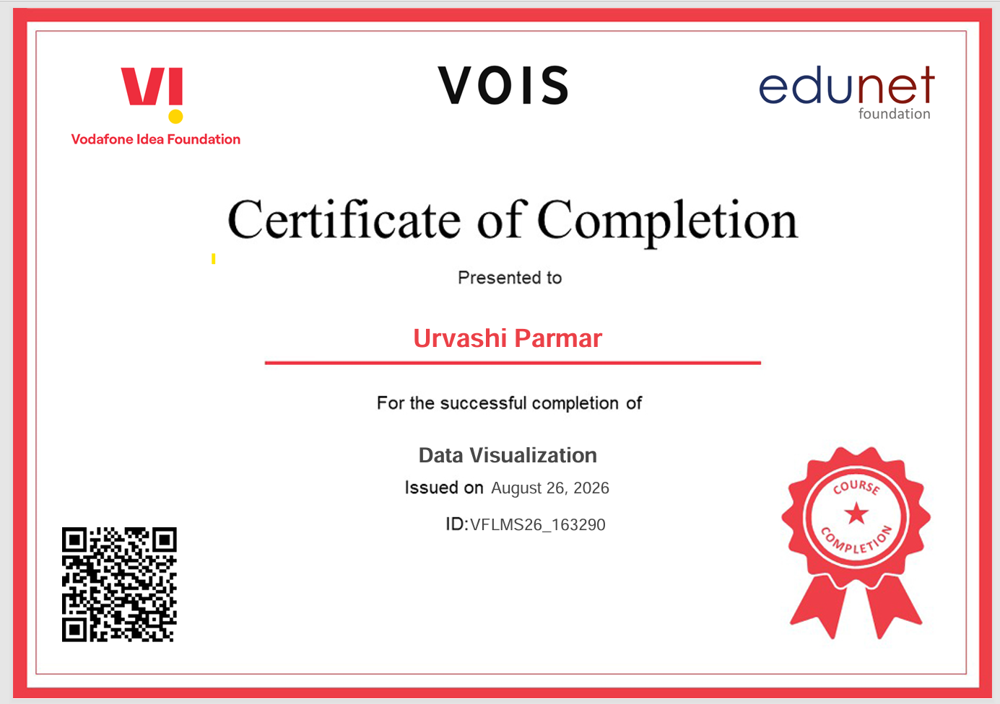 VI
Vodafone Idea Foundation
VOIS
edunet
foundation
Certificate of Completion
Presented to
Urvashi Parmar
For the successful completion of
Data Visualization
Issued on August 26, 2026
ID:VFLMS26_163290
COURSE
COMPLETION